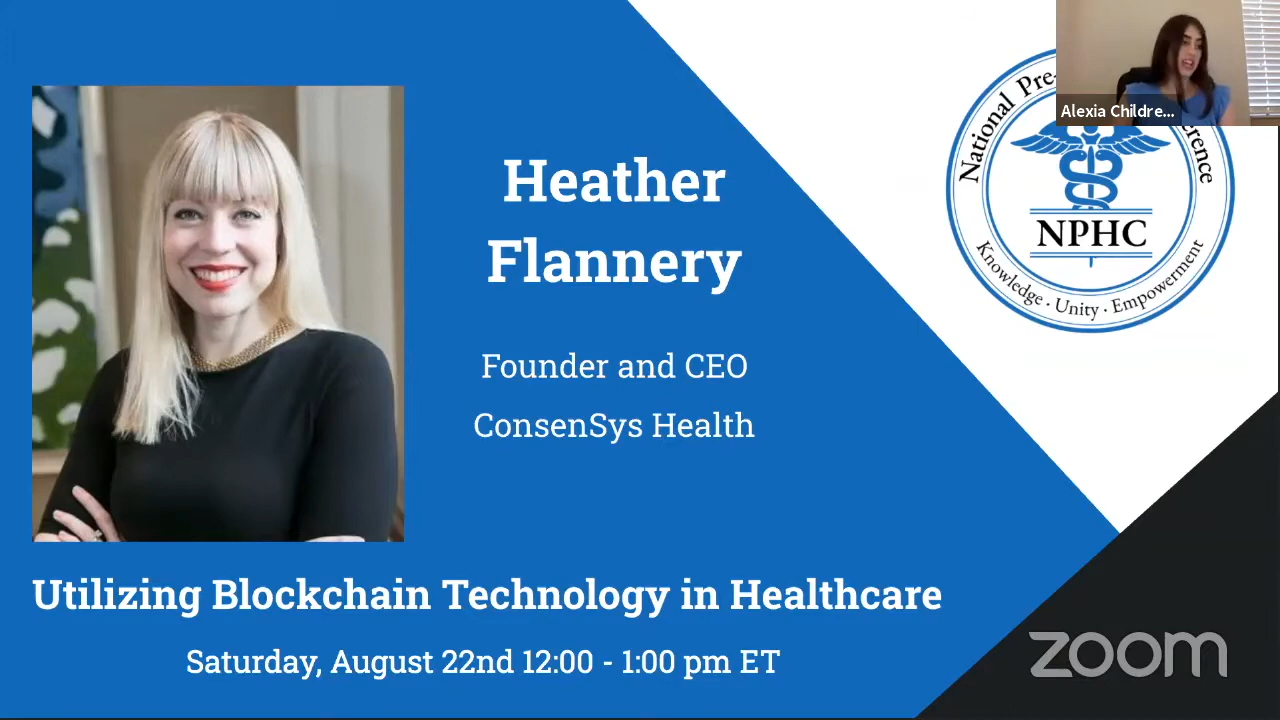 Heather
Flannery
Founder and CEO
ConsenSys Health
Utilizing Blockchain Technology in Healthcare
Saturday, August 22nd 12:00 - 1:00 pm ET
National Pre-
NPHC
Knowledge · Unity · Empowerment
Alexia Childre...
zoom